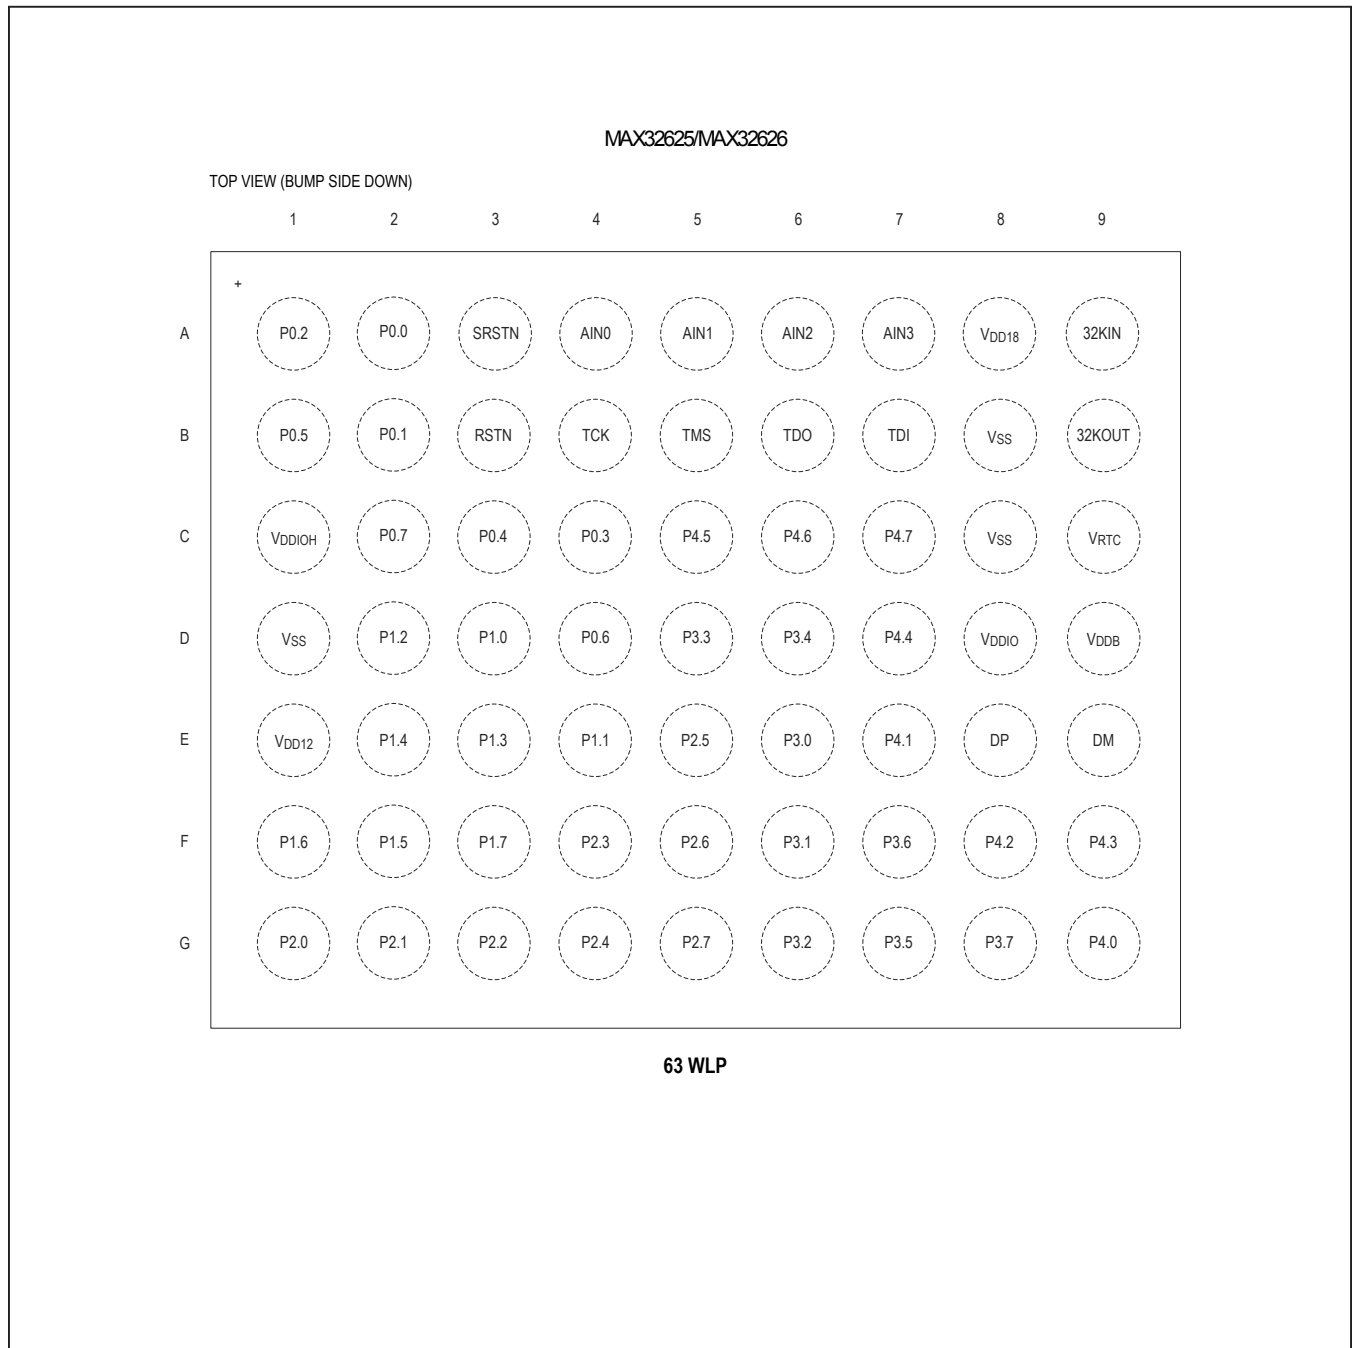 MAX32625/MAX32626
TOP VIEW (BUMP SIDE DOWN)
1 2 3 4 5 6 7 8 9
+
A P0.2 P0.0 SRSTN AIN0 AIN1 AIN2 AIN3 VDD18 32KIN
B P0.5 P0.1 RSTN TCK TMS TDO TDI VSS 32KOUT
C VDDIOH P0.7 P0.4 P0.3 P4.5 P4.6 P4.7 VSS VRTC
D VSS P1.2 P1.0 P0.6 P3.3 P3.4 P4.4 VDDIO VDDB
E VDD12 P1.4 P1.3 P1.1 P2.5 P3.0 P4.1 DP DM
F P1.6 P1.5 P1.7 P2.3 P2.6 P3.1 P3.6 P4.2 P4.3
G P2.0 P2.1 P2.2 P2.4 P2.7 P3.2 P3.5 P3.7 P4.0
63 WLP